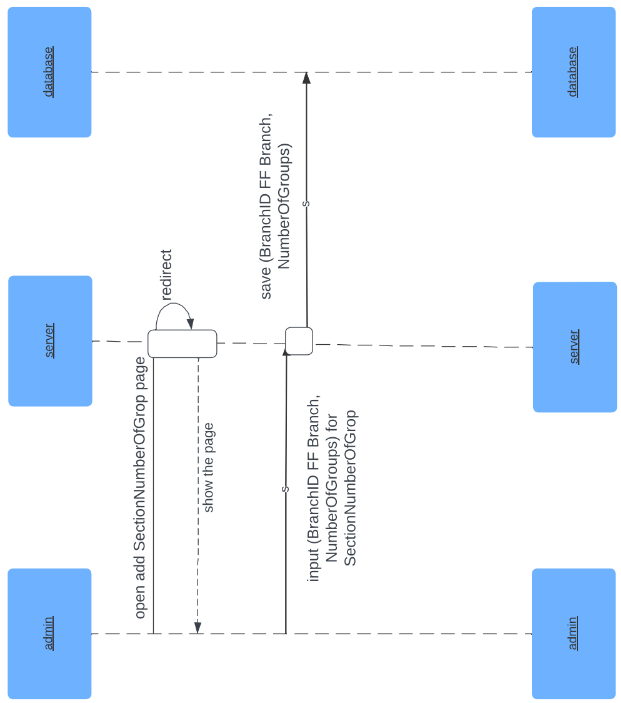 admin
server
database
open add SectionNumberOfGrop page
redirect
show the page
s
input (BranchID FF Branch,
NumberOfGroups) for
SectionNumberOfGrop
s
save (BranchID FF Branch,
NumberOfGroups)
admin
server
database